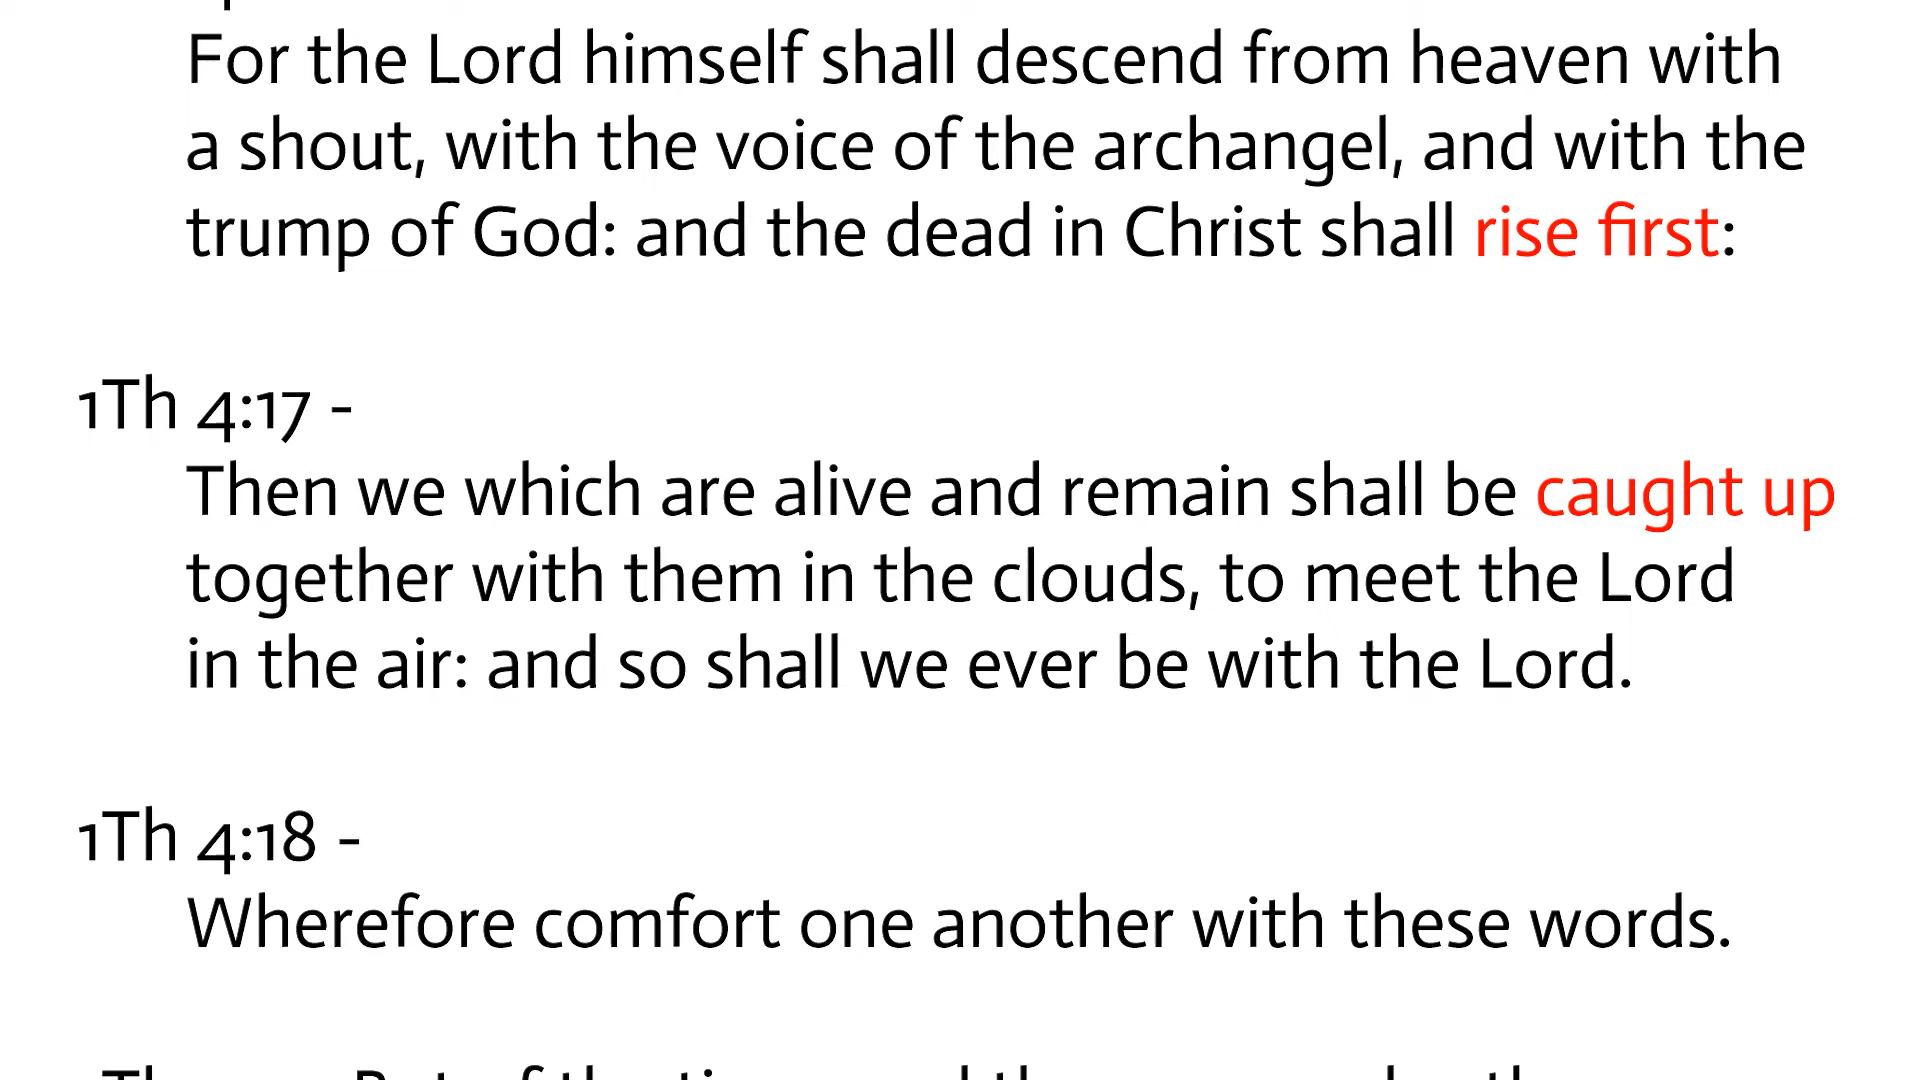 For the Lord himself shall descend from heaven with
a shout, with the voice of the archangel, and with the
trump of God: and the dead in Christ shall rise first:
1Th 4:17 -
Then we which are alive and remain shall be caught up
together with them in the clouds, to meet the Lord
in the air: and so shall we ever be with the Lord.
1Th 4:18 -
Wherefore comfort one another with these words.